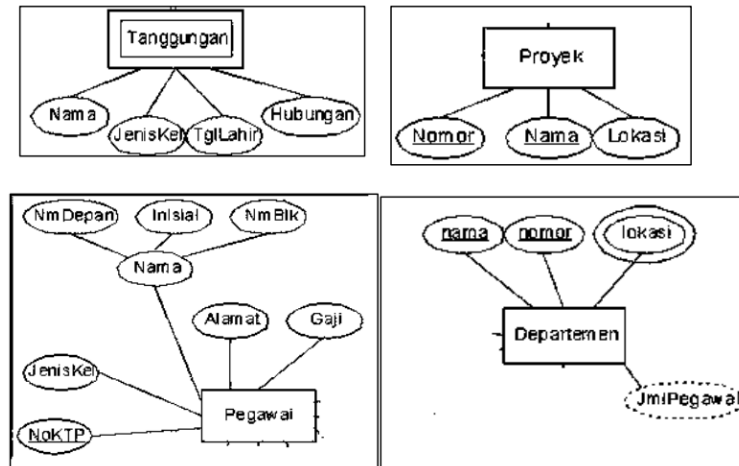 Tanggungan
Nama
JenisKel
TglLahir
Hubungan
Proyek
Nomor
Nama
Lokasi
NmDepan
Inisial
NmBlk
Nama
Alamat
Gaji
JenisKel
Pegawai
NoKTP
nama
nomor
lokasi
Departemen
JmlPegawai